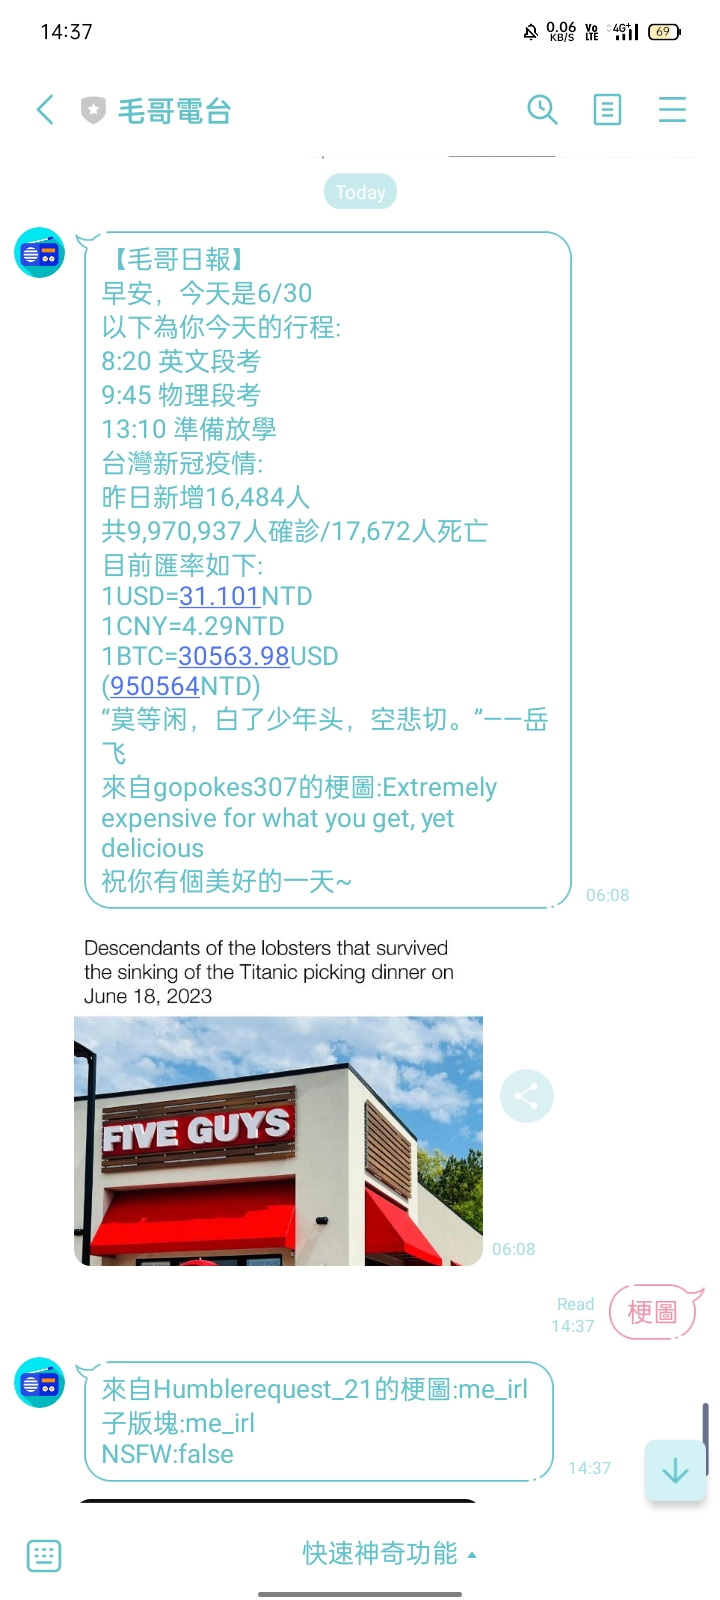 14:37
0.06
KB/S
Vo
LTE
4G+
69
毛哥電台
Today
【毛哥日報】
早安，今天是6/30
以下為你今天的行程:
8:20 英文段考
9:45 物理段考
13:10 準備放學
台灣新冠疫情:
昨日新增16,484人
共9,970,937人確診/17,672人死亡
目前匯率如下:
1USD=31.101NTD
1CNY=4.29NTD
1BTC=30563.98USD
(950564NTD)
“莫等闲，白了少年头，空悲切。”——岳
飞
來自gopokes307的梗圖:Extremely
expensive for what you get, yet
delicious
祝你有個美好的一天~
06:08
Descendants of the lobsters that survived
the sinking of the Titanic picking dinner on
June 18, 2023
FIVE GUYS
06:08
Read
14:37
梗圖
來自Humblerequest_21的梗圖:me_irl
子版塊:me_irl
NSFW:false
14:37
快速神奇功能